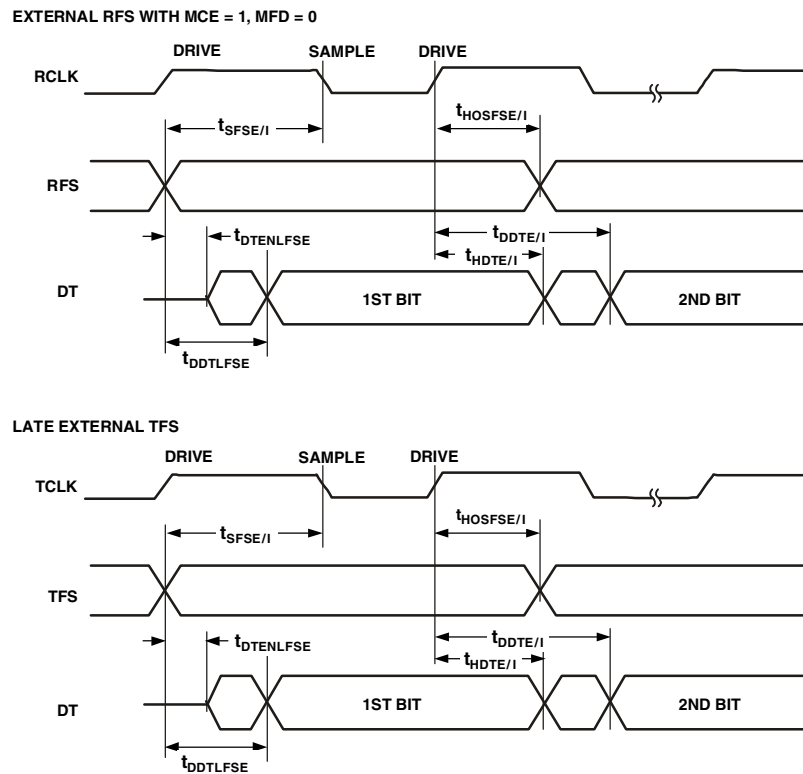 EXTERNAL RFS WITH MCE = 1, MFD = 0
DRIVE SAMPLE DRIVE
RCLK
tSFSE/I
tHOSFSE/I
RFS
tDDTE/I
tDTENLFSE
tHDTE/I
DT
1ST BIT
2ND BIT
tDDTLFSE
LATE EXTERNAL TFS
DRIVE SAMPLE DRIVE
TCLK
tHOSFSE/I
tSFSE/I
TFS
tDDTE/I
tDTENLFSE
tHDTE/I
DT
1ST BIT
2ND BIT
tDDTLFSE